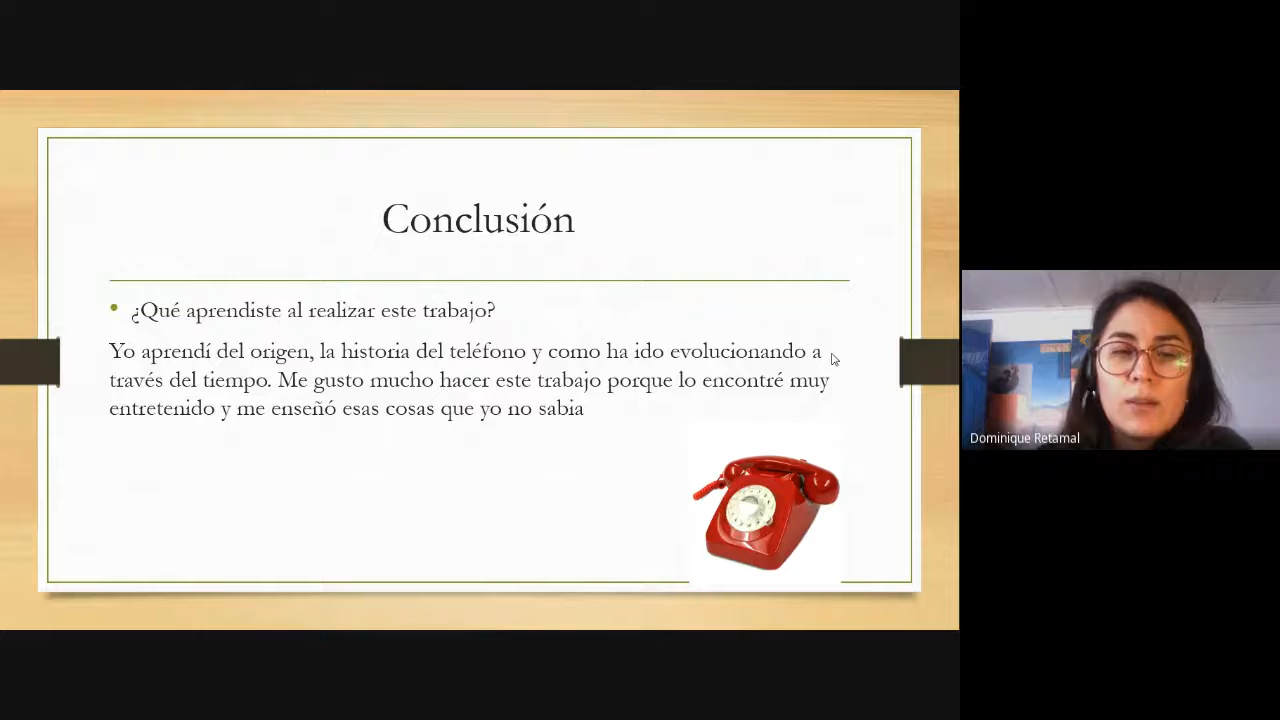 Conclusión
• ¿Qué aprendiste al realizar este trabajo?
Yo aprendí del origen, la historia del teléfono y como ha ido evolucionando a
través del tiempo. Me gusto mucho hacer este trabajo porque lo encontré muy
entretenido y me enseñó esas cosas que yo no sabia
Dominique Retamal